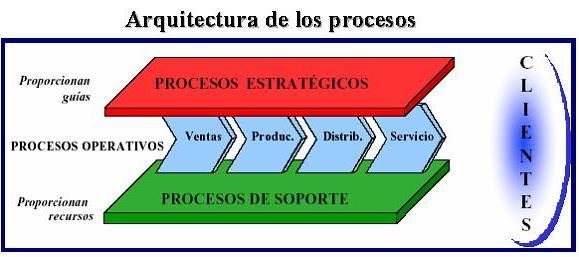 Arquitectura de los procesos
Proporcionan
guías
PROCESOS ESTRATÉGICOS
PROCESOS OPERATIVOS
Ventas
Produc.
Distrib.
Servicio
Proporcionan
recursos
PROCESOS DE SOPORTE
CLIENTES